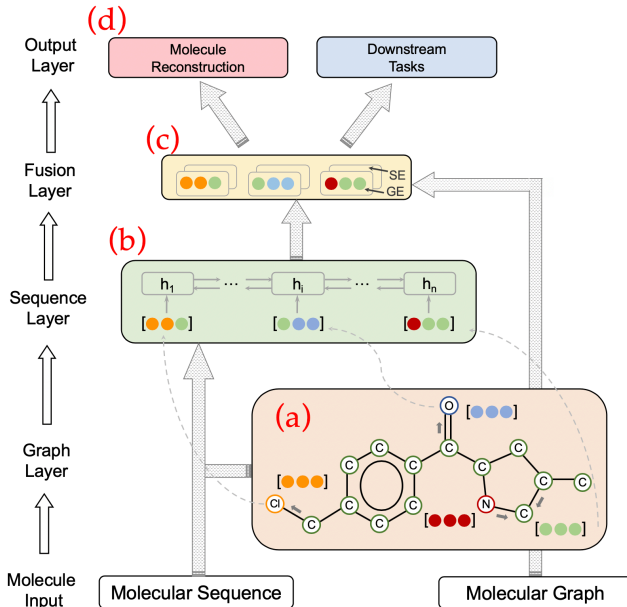 (d)
Output
Layer
Molecule
Reconstruction
Downstream
Tasks
(c)
Fusion
Layer
SE
GE
(b)
h1 ... hi ... hn
Sequence
Layer
[ ] [ ] [ ]
(a)
O [ ]
C C C C C
C C C C C
[ ]
Cl C C C C [ ] N C [ ]
Graph
Layer
Molecule
Input
Molecular Sequence
Molecular Graph